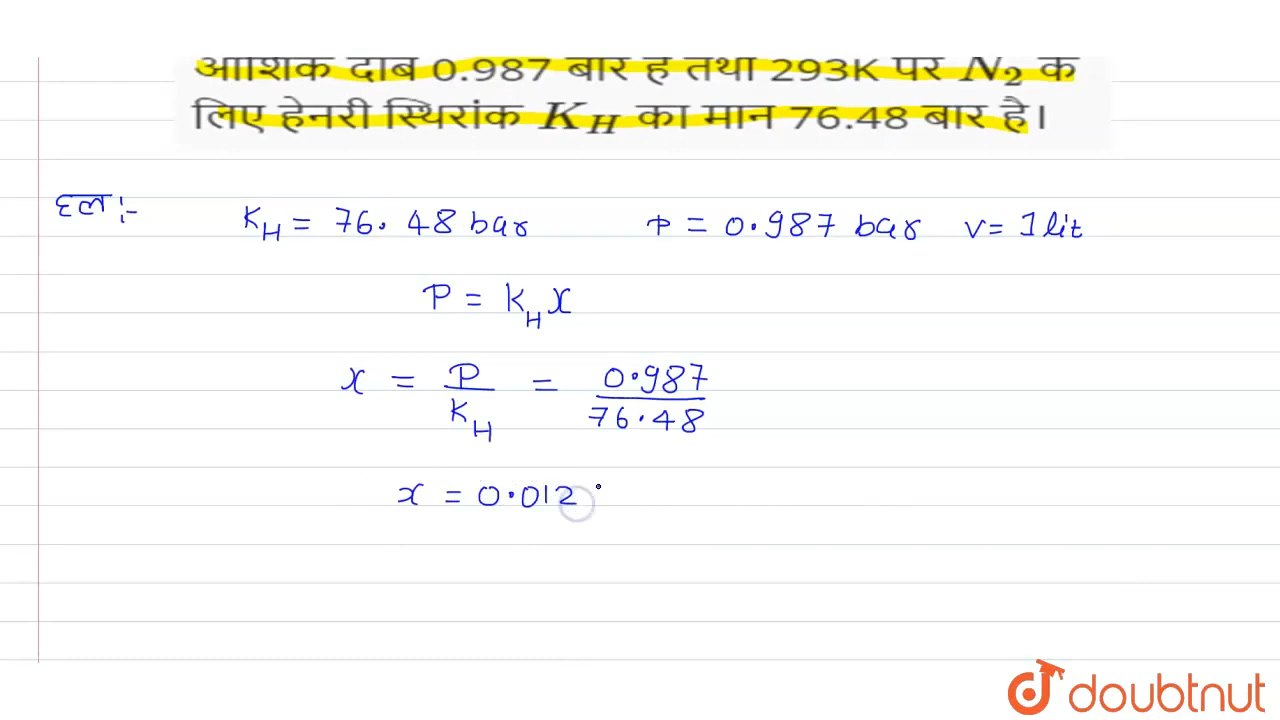 आंशिक दाब 0.987 बार है तथा 293K पर N₂ के
लिए हेनरी स्थिरांक K_H का मान 76.48 बार है।
हल :-
K_H = 76.48 bar p = 0.987 bar v = 1 lit
P = K_H x
x = P / K_H = 0.987 / 76.48
x = 0.012
doubtnut